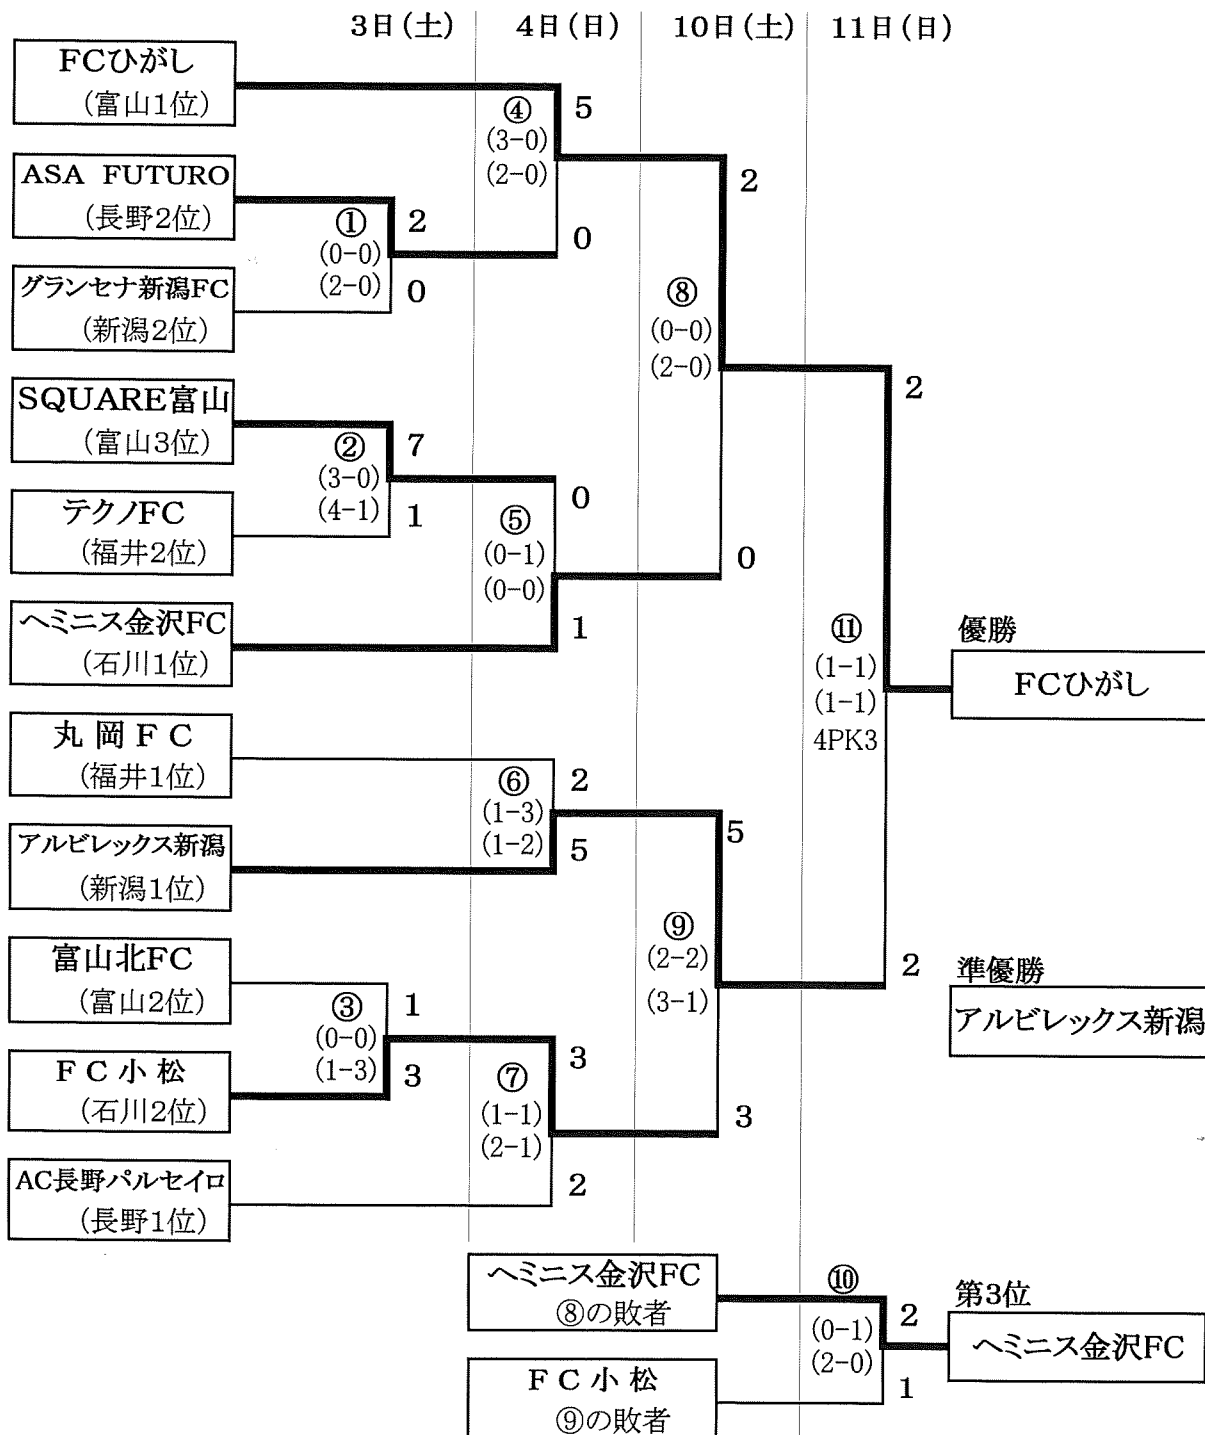 3日(土) 4日(日) 10日(土) 11日(日)
FCひがし
(富山1位)
④
(3-0)
(2-0)
5
0
ASA FUTURO
(長野2位)
①
(0-0)
(2-0)
2
0
グランセナ新潟FC
(新潟2位)
⑧
(0-0)
(2-0)
2
0
SQUARE富山
(富山3位)
②
(3-0)
(4-1)
7
1
テクノFC
(福井2位)
⑤
(0-1)
(0-0)
0
1
ヘミニス金沢FC
(石川1位)
⑪
(1-1)
(1-1)
4PK3
2
2
優勝
FCひがし
丸岡FC
(福井1位)
⑥
(1-3)
(1-2)
2
5
アルビレックス新潟
(新潟1位)
⑨
(2-2)
(3-1)
5
3
準優勝
アルビレックス新潟
富山北FC
(富山2位)
③
(0-0)
(1-3)
1
3
FC小松
(石川2位)
⑦
(1-1)
(2-1)
3
2
AC長野パルセイロ
(長野1位)
ヘミニス金沢FC
⑧の敗者
⑩
(0-1)
(2-0)
2
1
第3位
ヘミニス金沢FC
FC小松
⑨の敗者